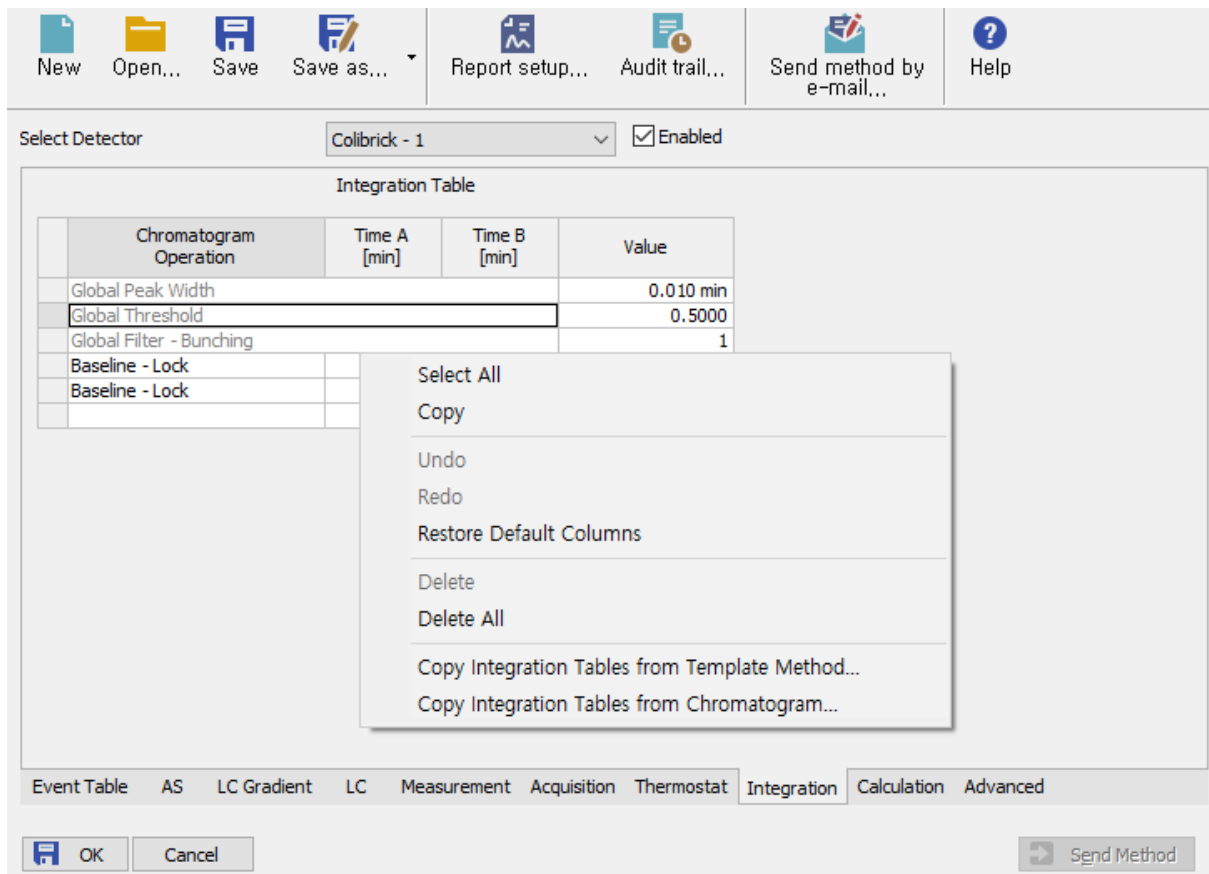 New Open... Save Save as... Report setup... Audit trail... Send method by Help
e-mail...
Select Detector Colibrick - 1 Enabled
Integration Table
Chromatogram Time A Time B Value
Operation [min] [min]
Global Peak Width 0.010 min
Global Threshold 0.5000
Global Filter - Bunching 1
Baseline - Lock
Baseline - Lock
Select All
Copy
Undo
Redo
Restore Default Columns
Delete
Delete All
Copy Integration Tables from Template Method...
Copy Integration Tables from Chromatogram...
Event Table AS LC Gradient LC Measurement Acquisition Thermostat Integration Calculation Advanced
OK Cancel Send Method